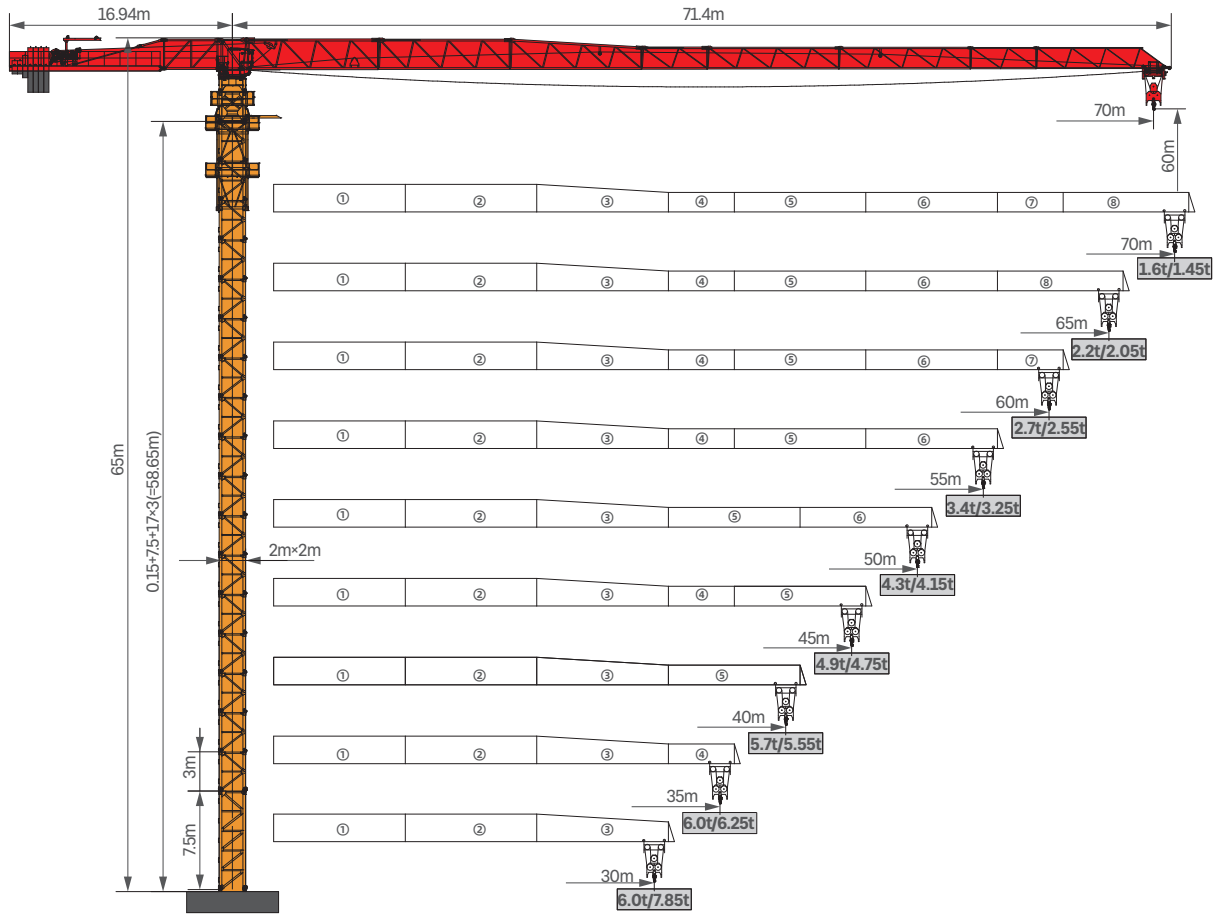 16.94m 71.4m
70m
60m
① ② ③ ④ ⑤ ⑥ ⑦ ⑧
70m
1.6t/1.45t
① ② ③ ④ ⑤ ⑥ ⑧
65m
2.2t/2.05t
① ② ③ ④ ⑤ ⑥ ⑦
60m
2.7t/2.55t
① ② ③ ④ ⑤ ⑥
55m
3.4t/3.25t
① ② ③ ⑤ ⑥
50m
4.3t/4.15t
① ② ③ ④ ⑤
45m
4.9t/4.75t
① ② ③ ⑤
40m
5.7t/5.55t
① ② ③ ④
35m
6.0t/6.25t
① ② ③
30m
6.0t/7.85t
65m
0.15+7.5+17×3(=58.65m)
2m×2m
3m
7.5m